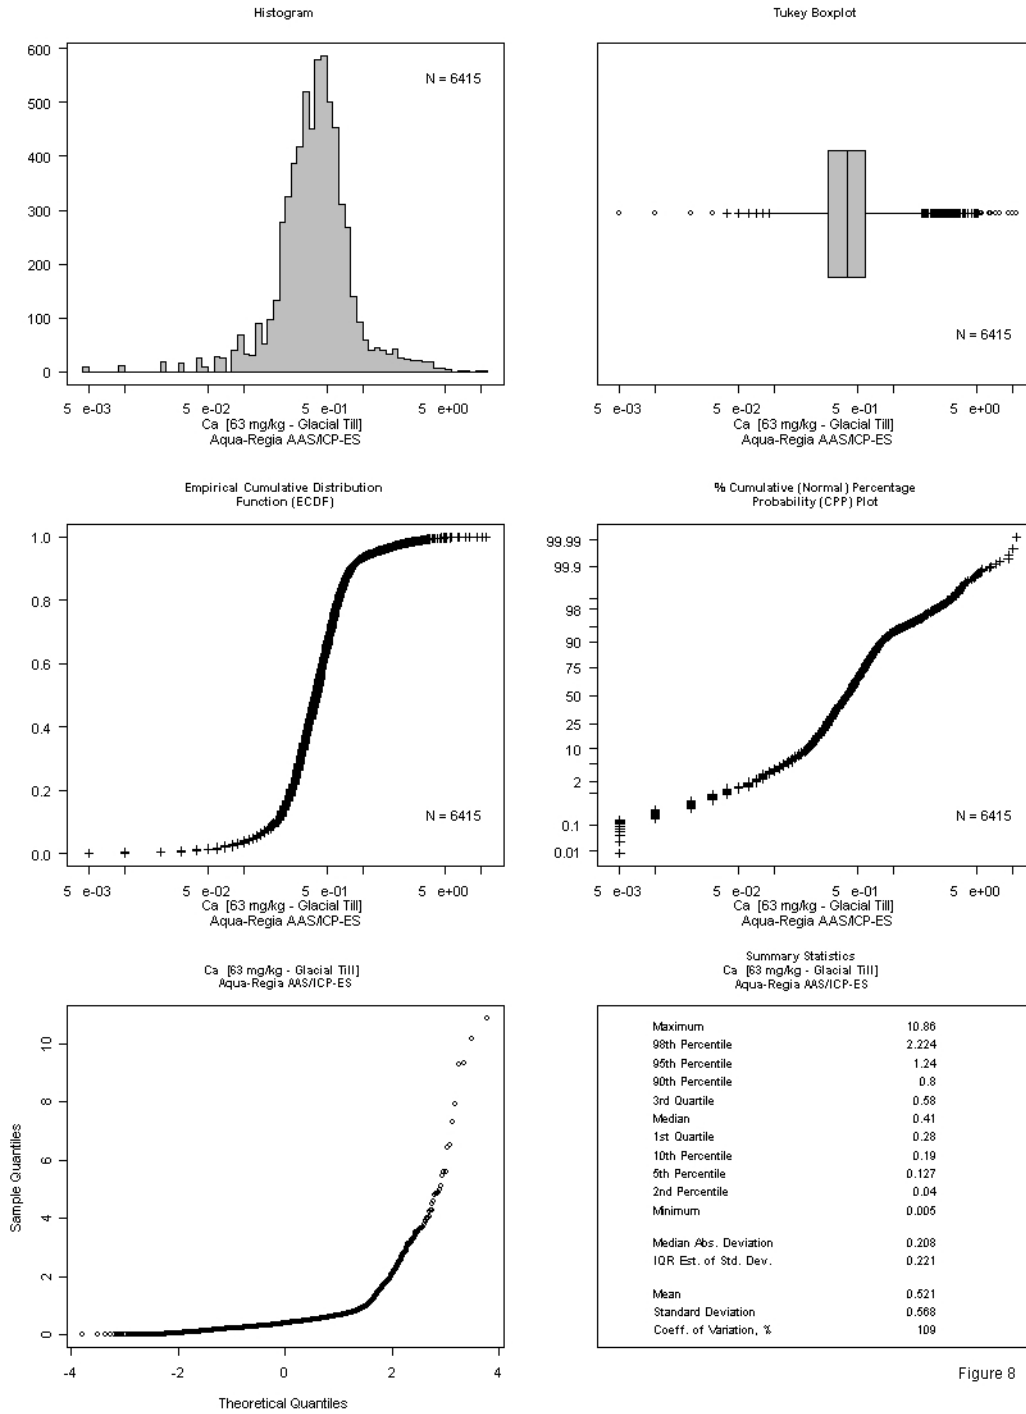 Histogram
600
500
400
300
200
100
0
N = 6415
5 e-03 5 e-02 5 e-01 5 e+00
Ca [63 mg/kg - Glacial Till]
Aqua-Regia AAS/ICP-ES
Tukey Boxplot
N = 6415
5 e-03 5 e-02 5 e-01 5 e+00
Ca [63 mg/kg - Glacial Till]
Aqua-Regia AAS/ICP-ES
Empirical Cumulative Distribution
Function (ECDF)
1.0
0.8
0.6
0.4
0.2
0.0
N = 6415
5 e-03 5 e-02 5 e-01 5 e+00
Ca [63 mg/kg - Glacial Till]
Aqua-Regia AAS/ICP-ES
% Cumulative (Normal) Percentage
Probability (CPP) Plot
99.99
99.9
98
90
75
50
25
10
2
0.1
0.01
N = 6415
5 e-03 5 e-02 5 e-01 5 e+00
Ca [63 mg/kg - Glacial Till]
Aqua-Regia AAS/ICP-ES
Ca [63 mg/kg - Glacial Till]
Aqua-Regia AAS/ICP-ES
Sample Quantiles
10
8
6
4
2
0
-4 -2 0 2 4
Theoretical Quantiles
Summary Statistics
Ca [63 mg/kg - Glacial Till]
Aqua-Regia AAS/ICP-ES
Maximum 10.86
98th Percentile 2.224
95th Percentile 1.24
90th Percentile 0.8
3rd Quartile 0.58
Median 0.41
1st Quartile 0.28
10th Percentile 0.19
5th Percentile 0.127
2nd Percentile 0.04
Minimum 0.005
Median Abs. Deviation 0.208
IQR Est. of Std. Dev. 0.221
Mean 0.521
Standard Deviation 0.568
Coeff. of Variation, % 109
Figure 8